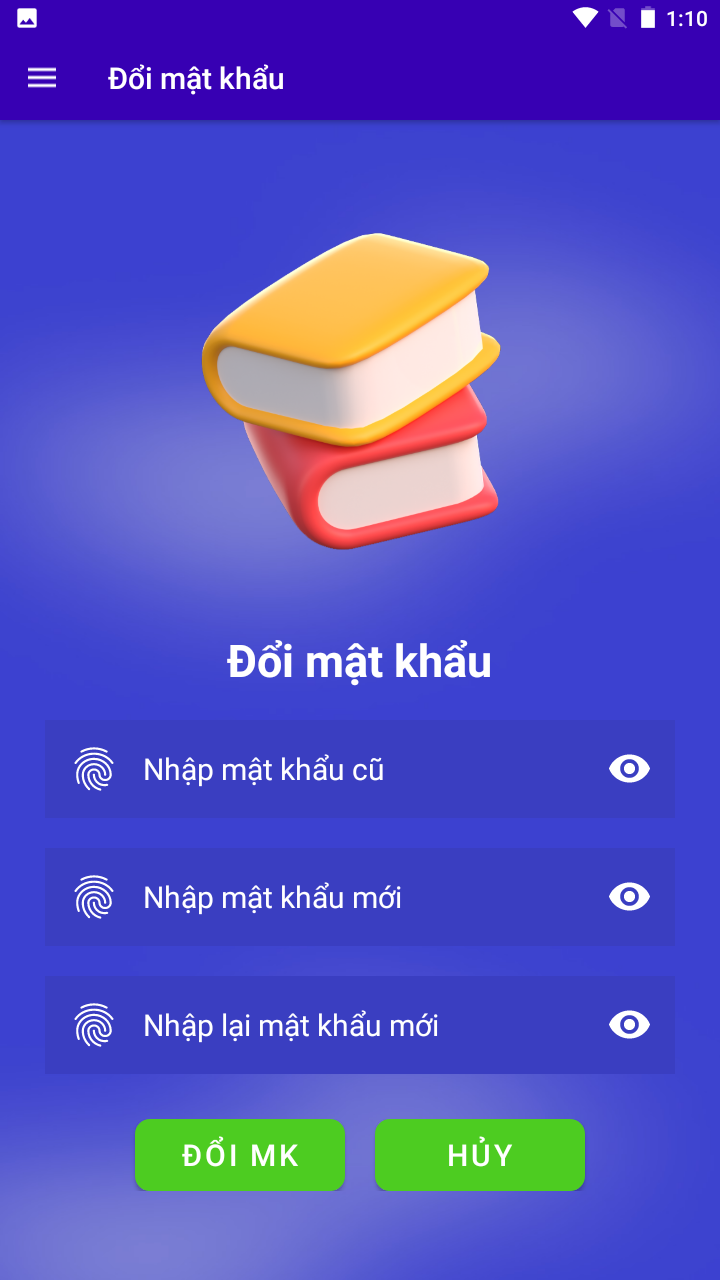 1:10
Đổi mật khẩu
Đổi mật khẩu
Nhập mật khẩu cũ
Nhập mật khẩu mới
Nhập lại mật khẩu mới
ĐỔI MK
HỦY